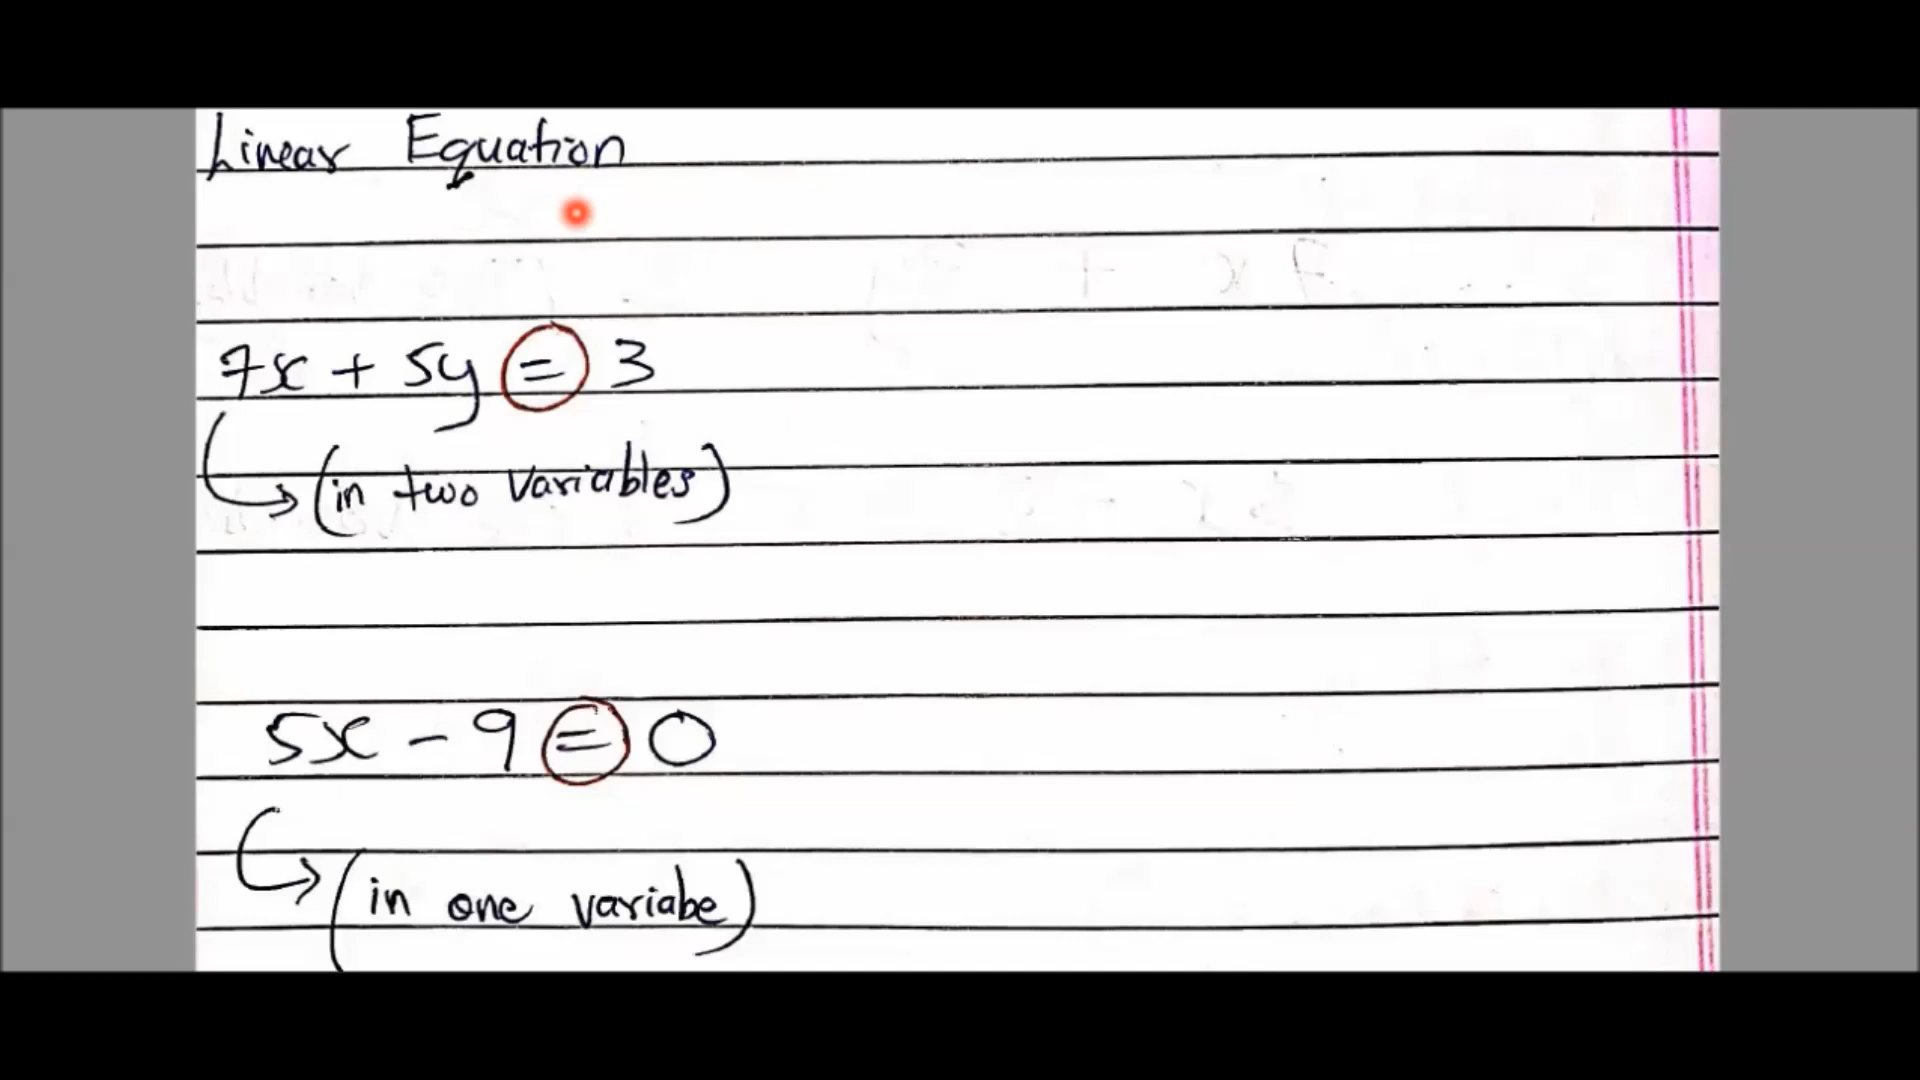 Linear Equation
7x + 5y = 3
(in two variables)
5x - 9 = 0
(in one variabe)